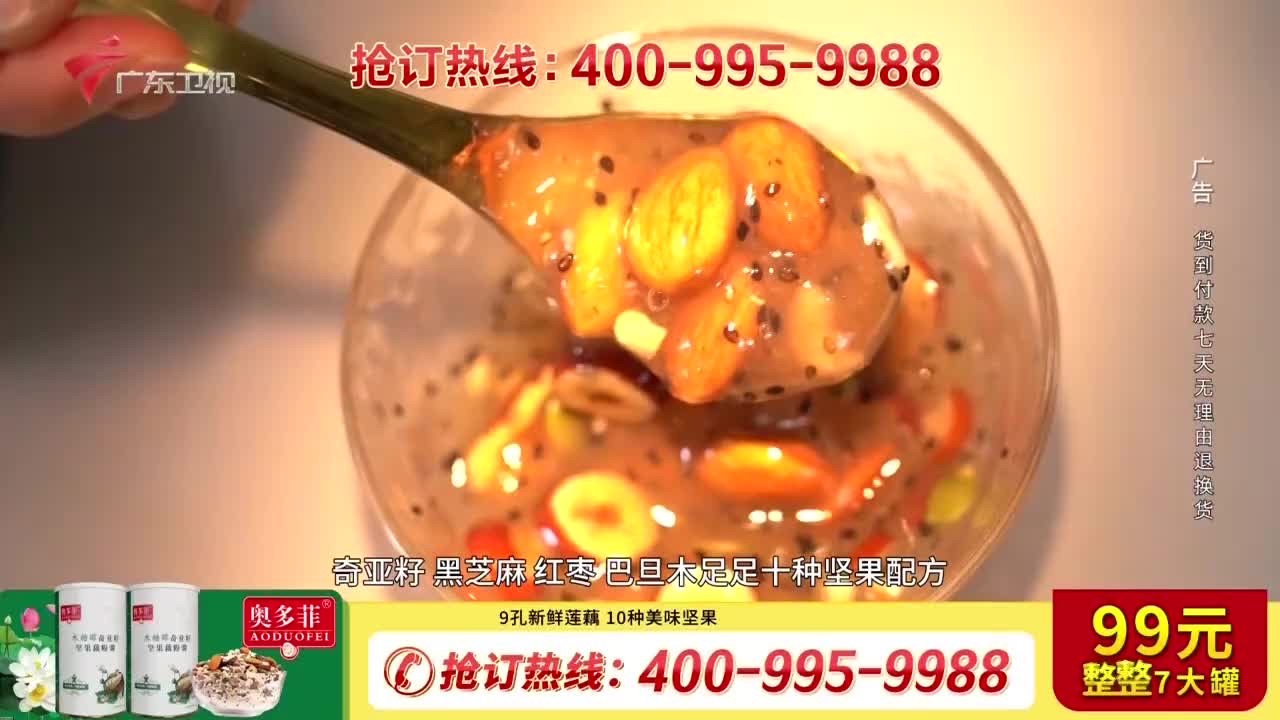 抢订热线：400-995-9988
广东卫视
广告 货到付款七天无理由退换货
奇亚籽 黑芝麻 红枣 巴旦木足足十种坚果配方
9孔新鲜莲藕 10种美味坚果
奥多菲®
AODUOFEI
抢订热线：400-995-9988
99元
整整7大罐